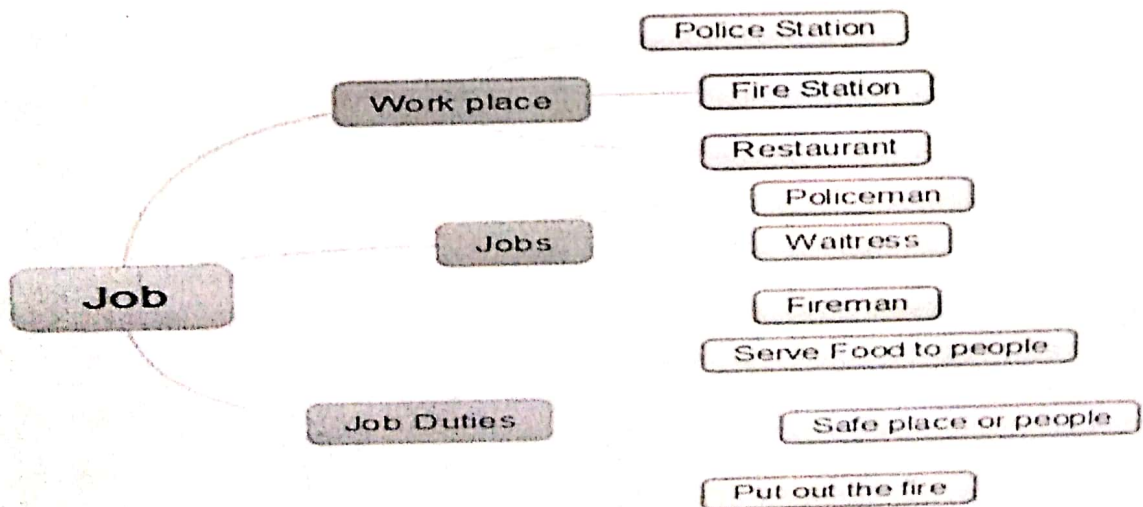 Police Station
Work place
Fire Station
Restaurant
Policeman
Jobs
Waitress
Job
Fireman
Serve Food to people
Job Duties
Safe place or people
Put out the fire